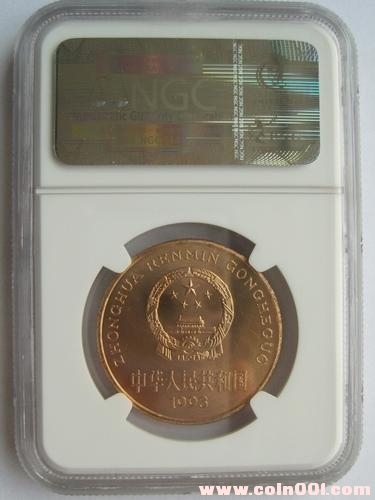 NGC
ZHONGHUA RENMIN GONGHEGUO
中华人民共和国
1993
www.coin001.com